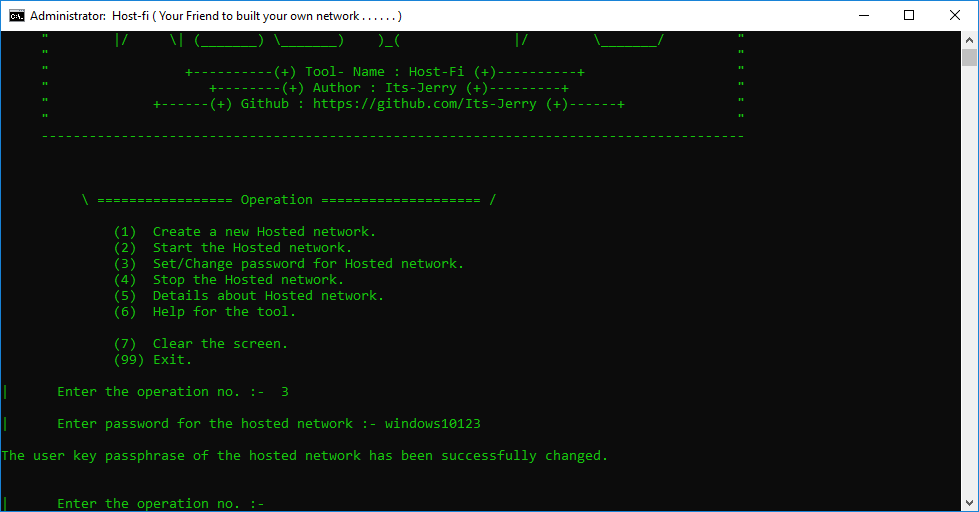 Administrator:  Host-fi ( Your Friend to built your own network . . . . . . )
"        |/     \| (_______) \_______)    )_(           |/        \_______/         "
"                                                                                      "
"                 +----------(+) Tool- Name : Host-Fi (+)----------+                   "
"                    +--------(+) Author : Its-Jerry (+)---------+                     "
"             +------(+) Github : https://github.com/Its-Jerry (+)------+              "
"                                                                                      "
----------------------------------------------------------------------------------------
\ ================= Operation ==================== /
(1)  Create a new Hosted network.
(2)  Start the Hosted network.
(3)  Set/Change password for Hosted network.
(4)  Stop the Hosted network.
(5)  Details about Hosted network.
(6)  Help for the tool.
(7)  Clear the screen.
(99) Exit.
|      Enter the operation no. :-  3
|      Enter password for the hosted network :- windows10123
The user key passphrase of the hosted network has been successfully changed.
|      Enter the operation no. :-